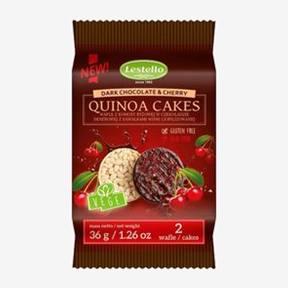 NEW!
Lestello
since 1982
DARK CHOCOLATE & CHERRY
QUINOA CAKES
GLUTEN FREE
VEGE
masa netto / net weight
36 g / 1.26 oz
2
wafle / cakes